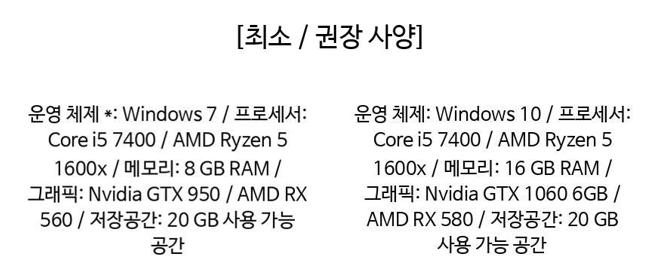 [최소 / 권장 사양]
운영 체제 *: Windows 7 / 프로세서:
Core i5 7400 / AMD Ryzen 5
1600x / 메모리: 8 GB RAM /
그래픽: Nvidia GTX 950 / AMD RX
560 / 저장공간: 20 GB 사용 가능
공간
운영 체제: Windows 10 / 프로세서:
Core i5 7400 / AMD Ryzen 5
1600x / 메모리: 16 GB RAM /
그래픽: Nvidia GTX 1060 6GB /
AMD RX 580 / 저장공간: 20 GB
사용 가능 공간